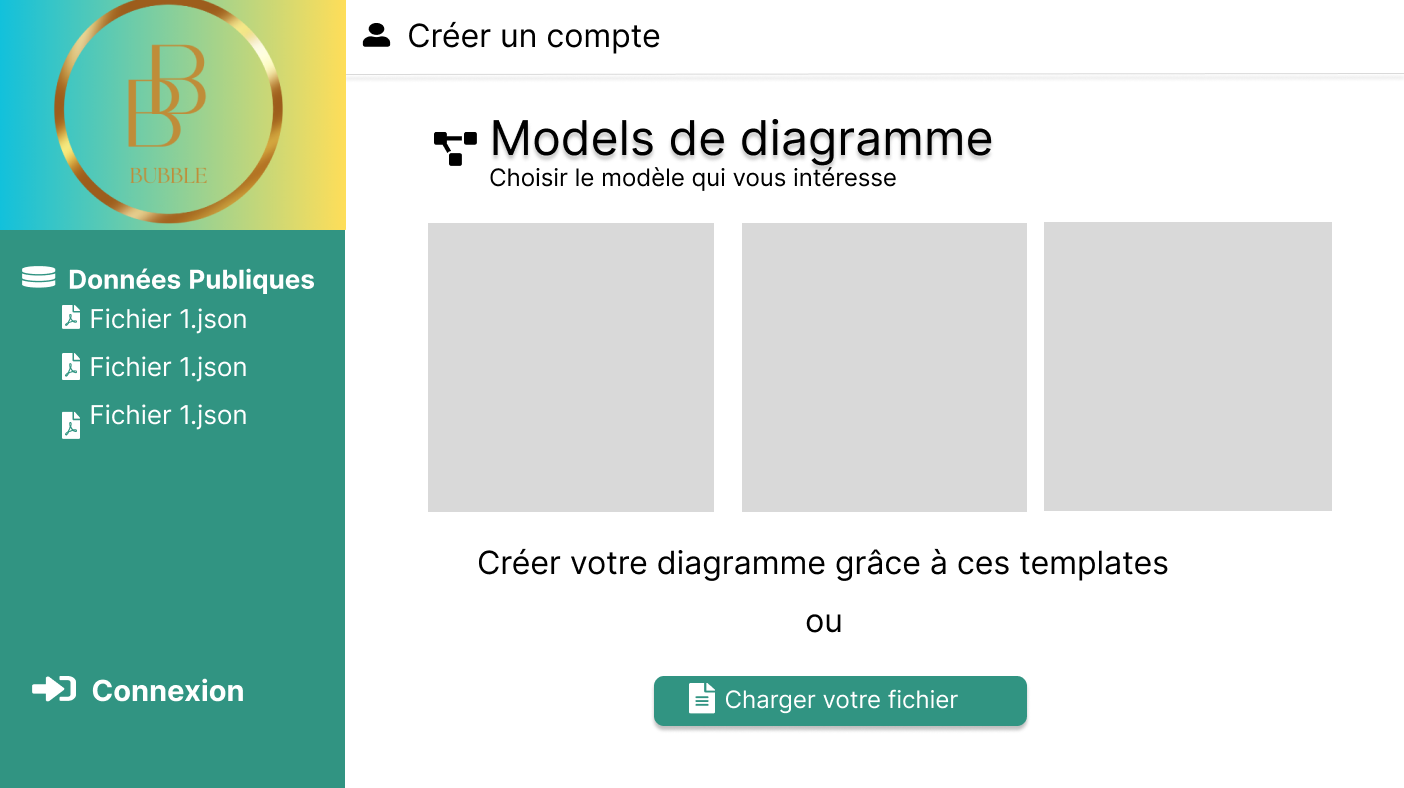 BB
BUBBLE
Données Publiques
Fichier 1.json
Fichier 1.json
Fichier 1.json
Connexion
Créer un compte
Models de diagramme
Choisir le modèle qui vous intéresse
Créer votre diagramme grâce à ces templates
ou
Charger votre fichier